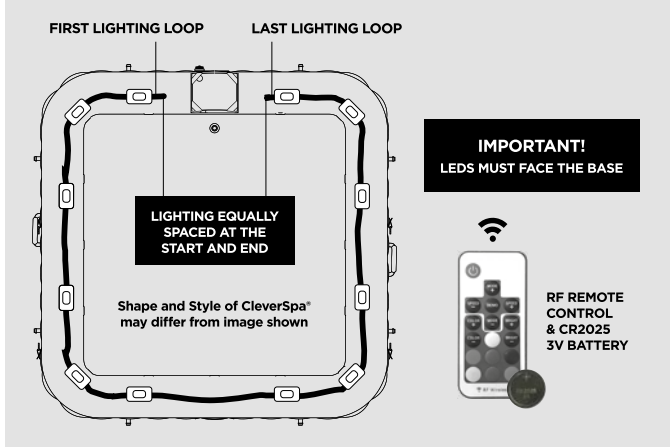 FIRST LIGHTING LOOP
LAST LIGHTING LOOP
LIGHTING EQUALLY
SPACED AT THE
START AND END
Shape and Style of CleverSpa®
may differ from image shown
IMPORTANT!
LEDS MUST FACE THE BASE
RF REMOTE
CONTROL
& CR2025
3V BATTERY